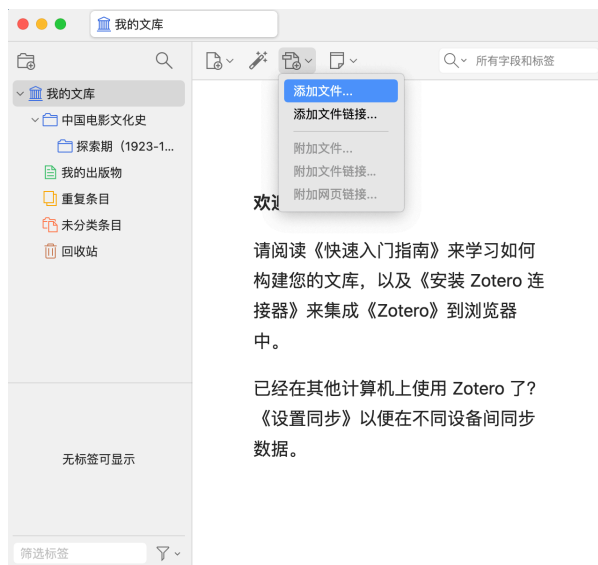 我的文库
所有字段和标签
我的文库
中国电影文化史
探索期（1923-1...
我的出版物
重复条目
未分类条目
回收站
无标签可显示
筛选标签
添加文件...
添加文件链接...
附加文件...
附加文件链接...
附加网页链接...
请阅读《快速入门指南》来学习如何
构建您的文库，以及《安装 Zotero 连
接器》来集成《Zotero》到浏览器
中。
已经在其他计算机上使用 Zotero 了？
《设置同步》以便在不同设备间同步
数据。